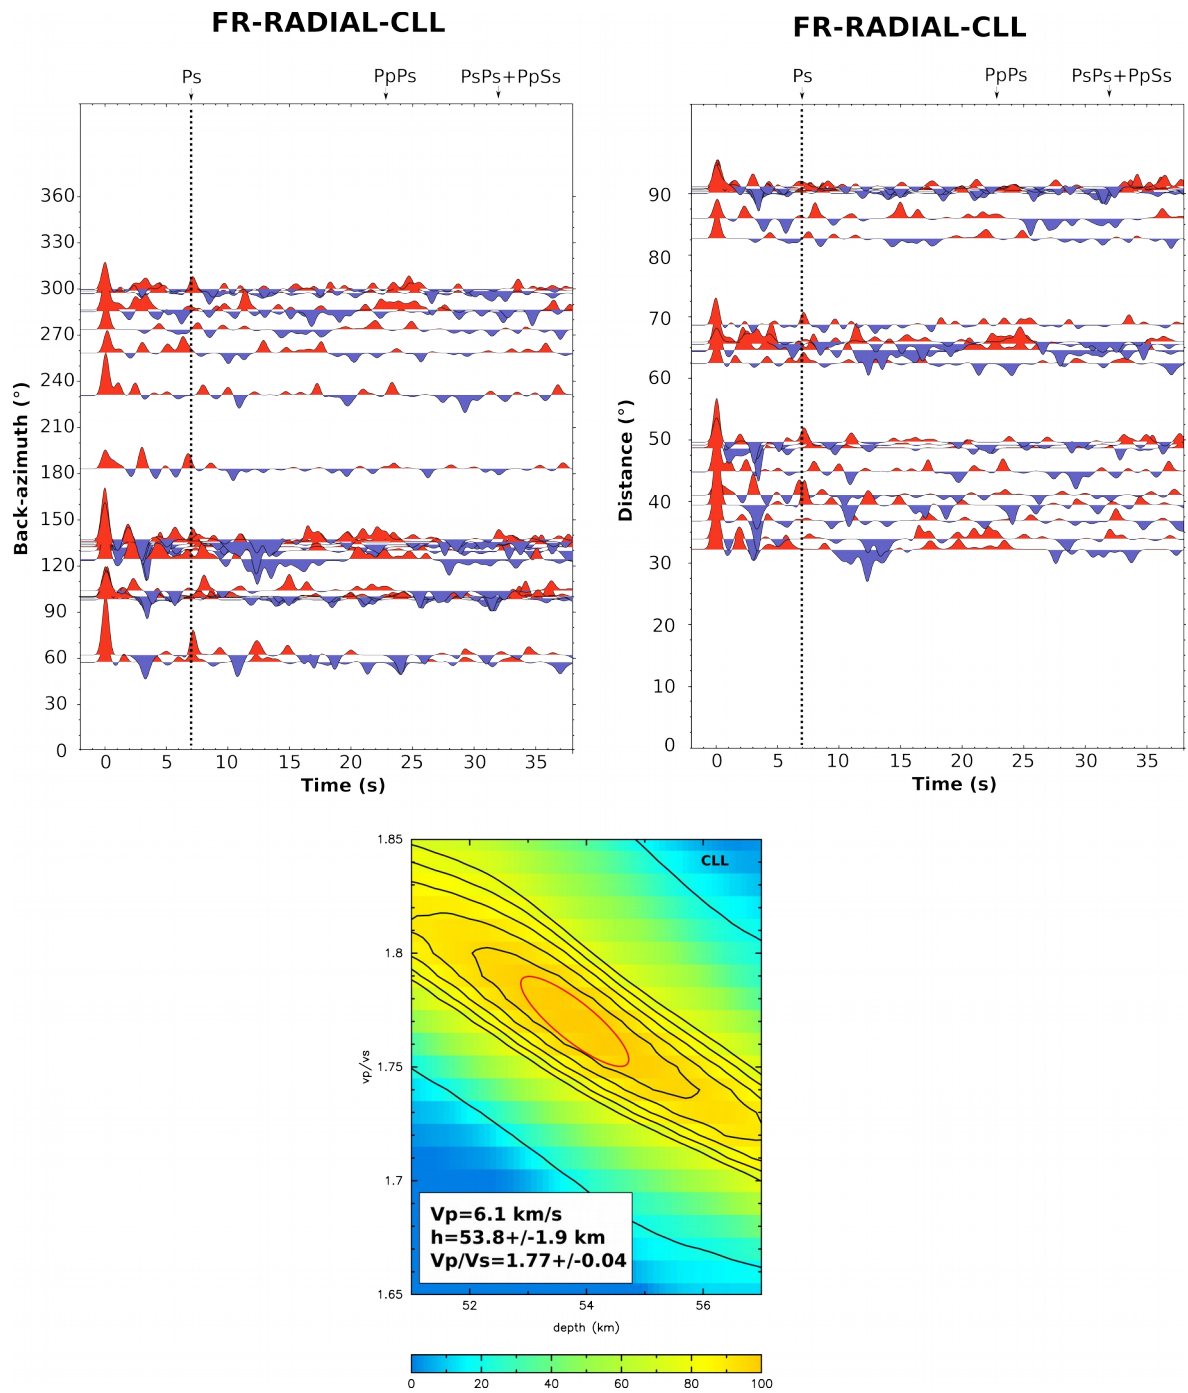 FR-RADIAL-CLL
Ps
PpPs
PsPs+PpSs
360
330
300
270
240
210
180
150
120
90
60
30
0
Back-azimuth (°)
0 5 10 15 20 25 30 35
Time (s)
FR-RADIAL-CLL
Ps
PpPs
PsPs+PpSs
90
80
70
60
50
40
30
20
10
0
Distance (°)
0 5 10 15 20 25 30 35
Time (s)
1.85
1.8
1.75
1.7
1.65
vp/vs
CLL
Vp=6.1 km/s
h=53.8+/-1.9 km
Vp/Vs=1.77+/-0.04
52 54 56
depth (km)
0 20 40 60 80 100